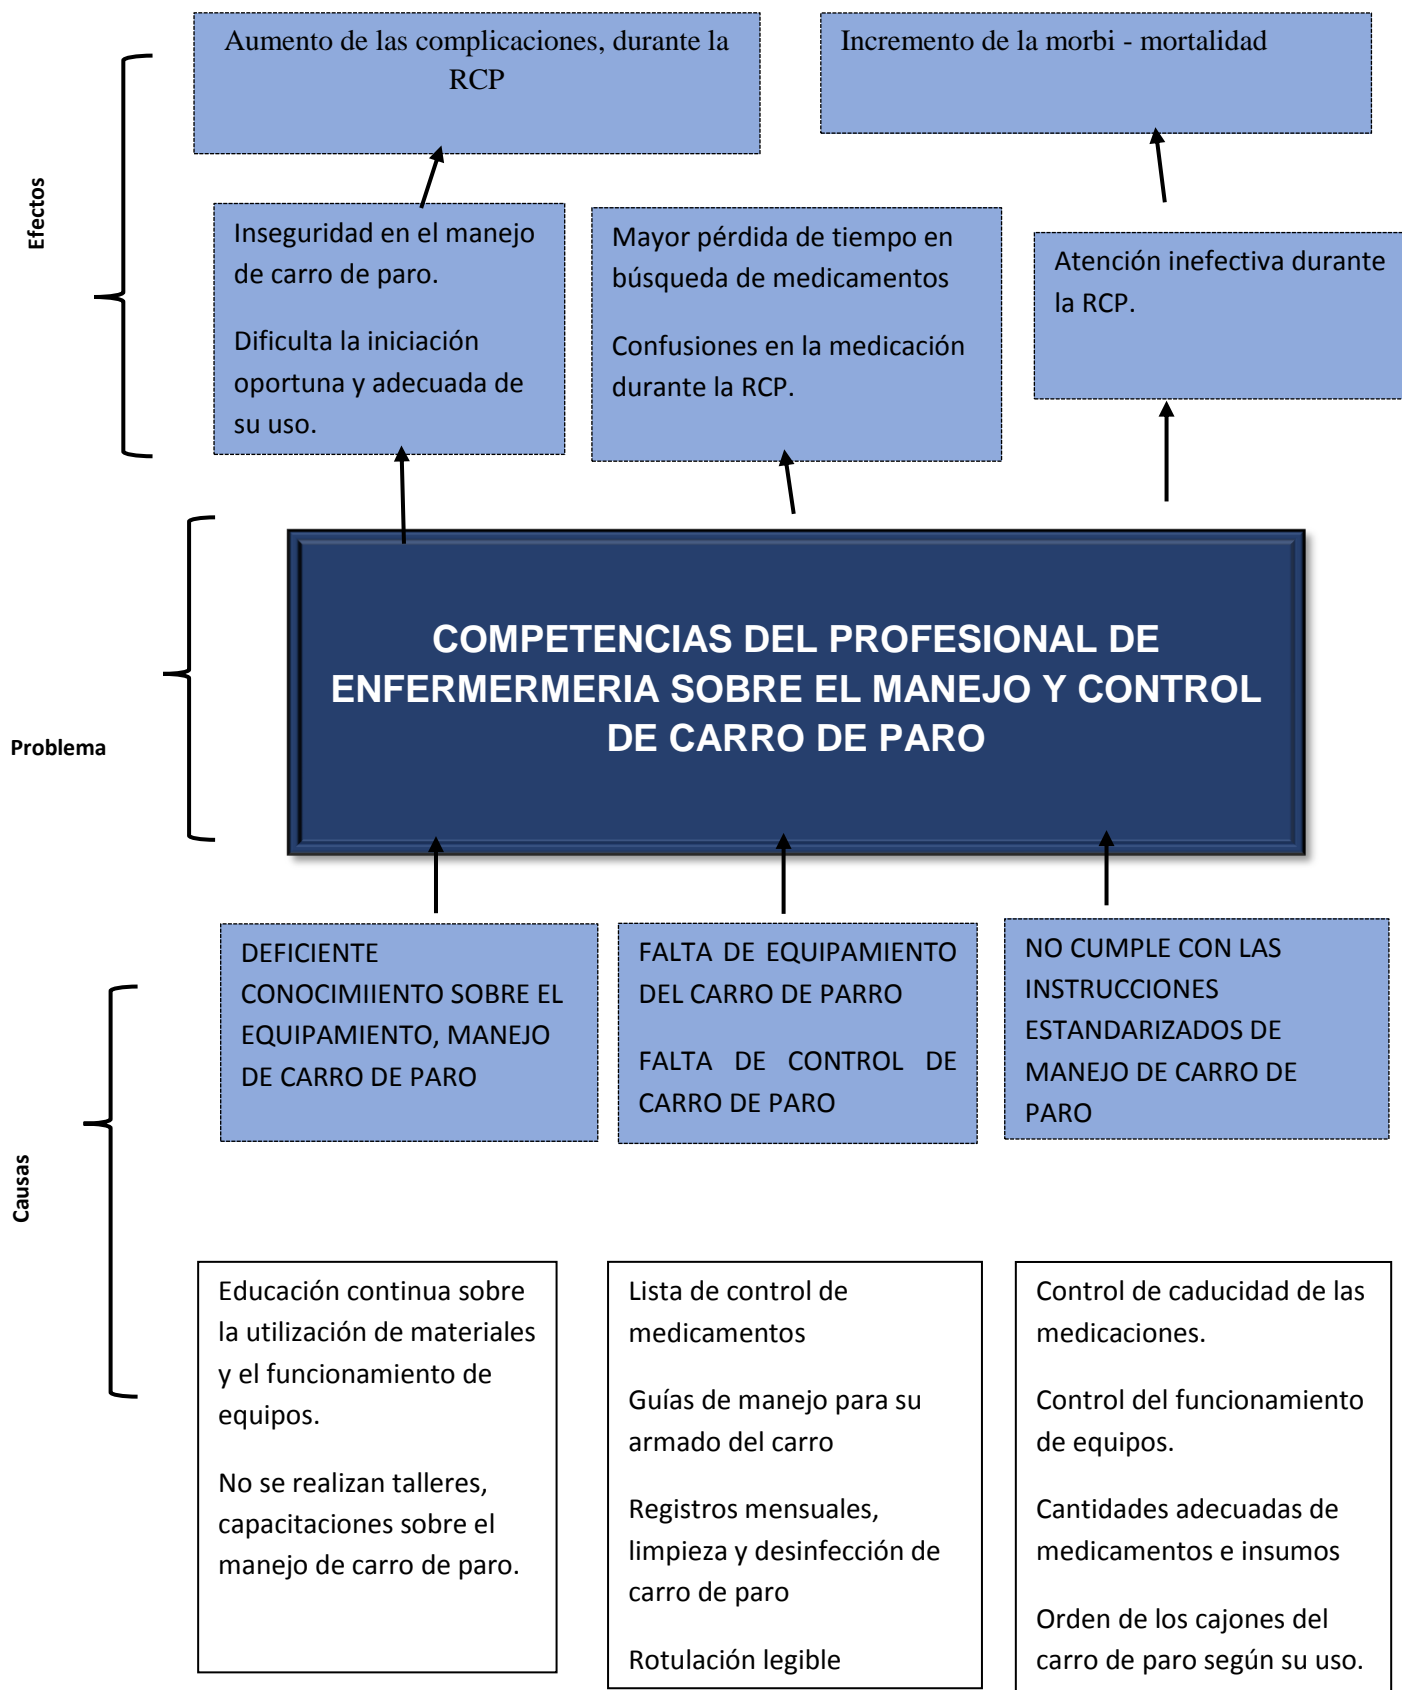 Aumento de las complicaciones, durante la
RCP
Incremento de la morbi - mortalidad
Efectos
Inseguridad en el manejo
de carro de paro.
Dificulta la iniciación
oportuna y adecuada de
su uso.
Mayor pérdida de tiempo en
búsqueda de medicamentos
Confusiones en la medicación
durante la RCP.
Atención inefectiva durante
la RCP.
Problema
COMPETENCIAS DEL PROFESIONAL DE
ENFERMERMERIA SOBRE EL MANEJO Y CONTROL
DE CARRO DE PARO
Causas
DEFICIENTE
CONOCIMIIENTO SOBRE EL
EQUIPAMIENTO, MANEJO
DE CARRO DE PARO
FALTA DE EQUIPAMIENTO
DEL CARRO DE PARRO
FALTA DE CONTROL DE
CARRO DE PARO
NO CUMPLE CON LAS
INSTRUCCIONES
ESTANDARIZADOS DE
MANEJO DE CARRO DE
PARO
Educación continua sobre
la utilización de materiales
y el funcionamiento de
equipos.
No se realizan talleres,
capacitaciones sobre el
manejo de carro de paro.
Lista de control de
medicamentos
Guías de manejo para su
armado del carro
Registros mensuales,
limpieza y desinfección de
carro de paro
Rotulación legible
Control de caducidad de las
medicaciones.
Control del funcionamiento
de equipos.
Cantidades adecuadas de
medicamentos e insumos
Orden de los cajones del
carro de paro según su uso.